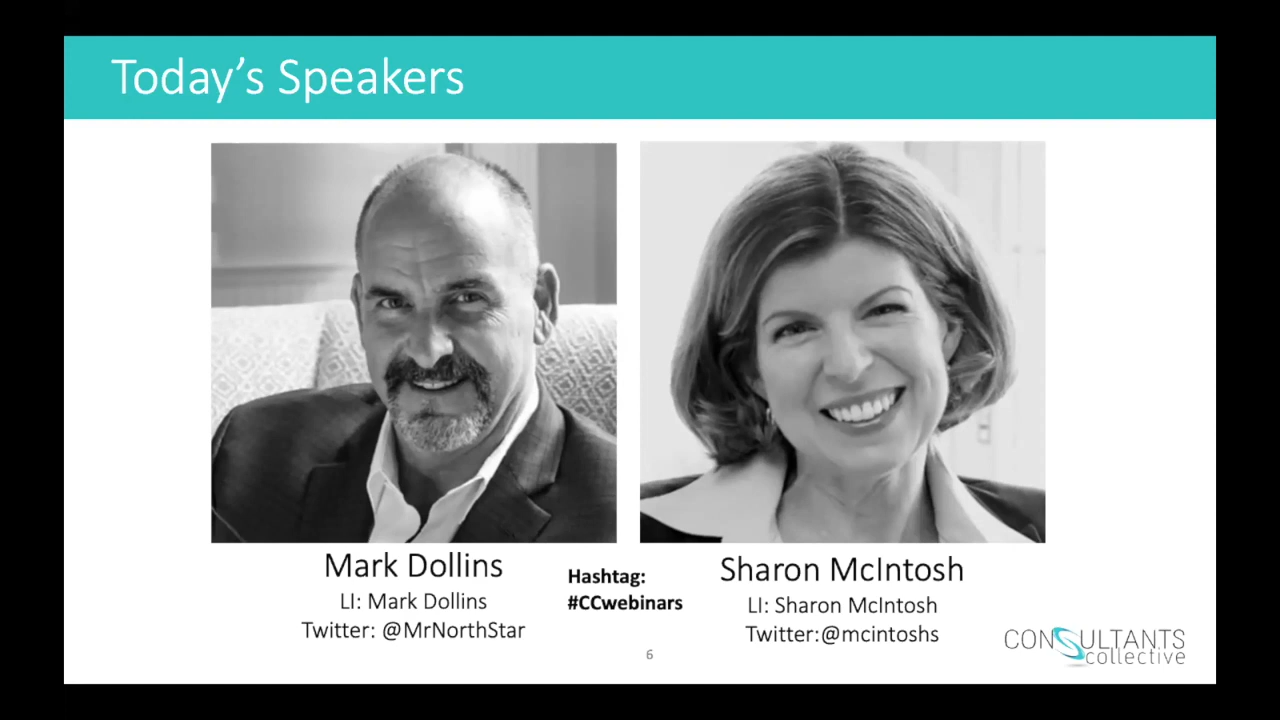 Today’s Speakers
Mark Dollins
LI: Mark Dollins
Twitter: @MrNorthStar
Hashtag:
#CCwebinars
Sharon McIntosh
LI: Sharon McIntosh
Twitter:@mcintoshs
6
CONSULTANTS
collective